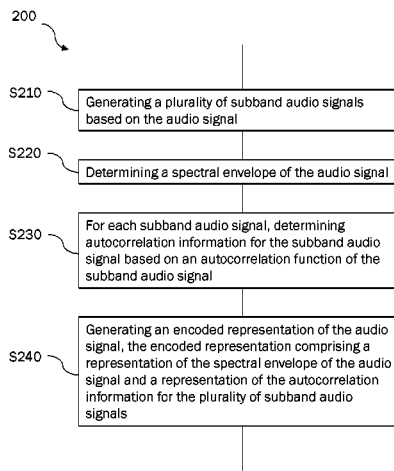 200
S210
Generating a plurality of subband audio signals
based on the audio signal
S220
Determining a spectral envelope of the audio signal
S230
For each subband audio signal, determining
autocorrelation information for the subband audio
signal based on an autocorrelation function of the
subband audio signal
S240
Generating an encoded representation of the audio
signal, the encoded representation comprising a
representation of the spectral envelope of the audio
signal and a representation of the autocorrelation
information for the plurality of subband audio
signals